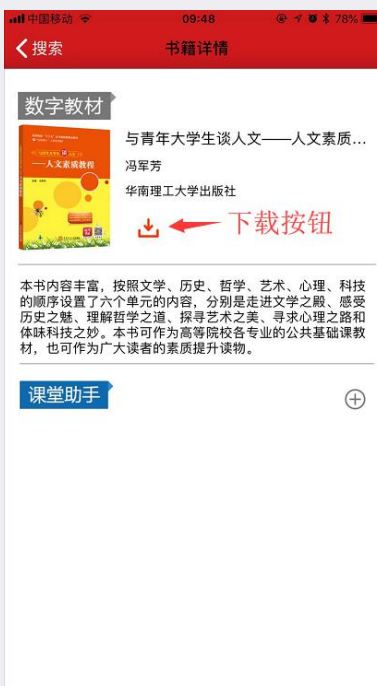 中国移动 09:48 78%
搜索 书籍详情
数字教材
与青年大学生谈人文——人文素质...
——人文素质教程
冯军芳
华南理工大学出版社
下载按钮
本书内容丰富，按照文学、历史、哲学、艺术、心理、科技
的顺序设置了六个单元的内容，分别是走进文学之殿、感受
历史之魅、理解哲学之道、探寻艺术之美、寻求心理之路和
体味科技之妙。本书可作为高等院校各专业的公共基础课教
材，也可作为广大读者的素质提升读物。
课堂助手